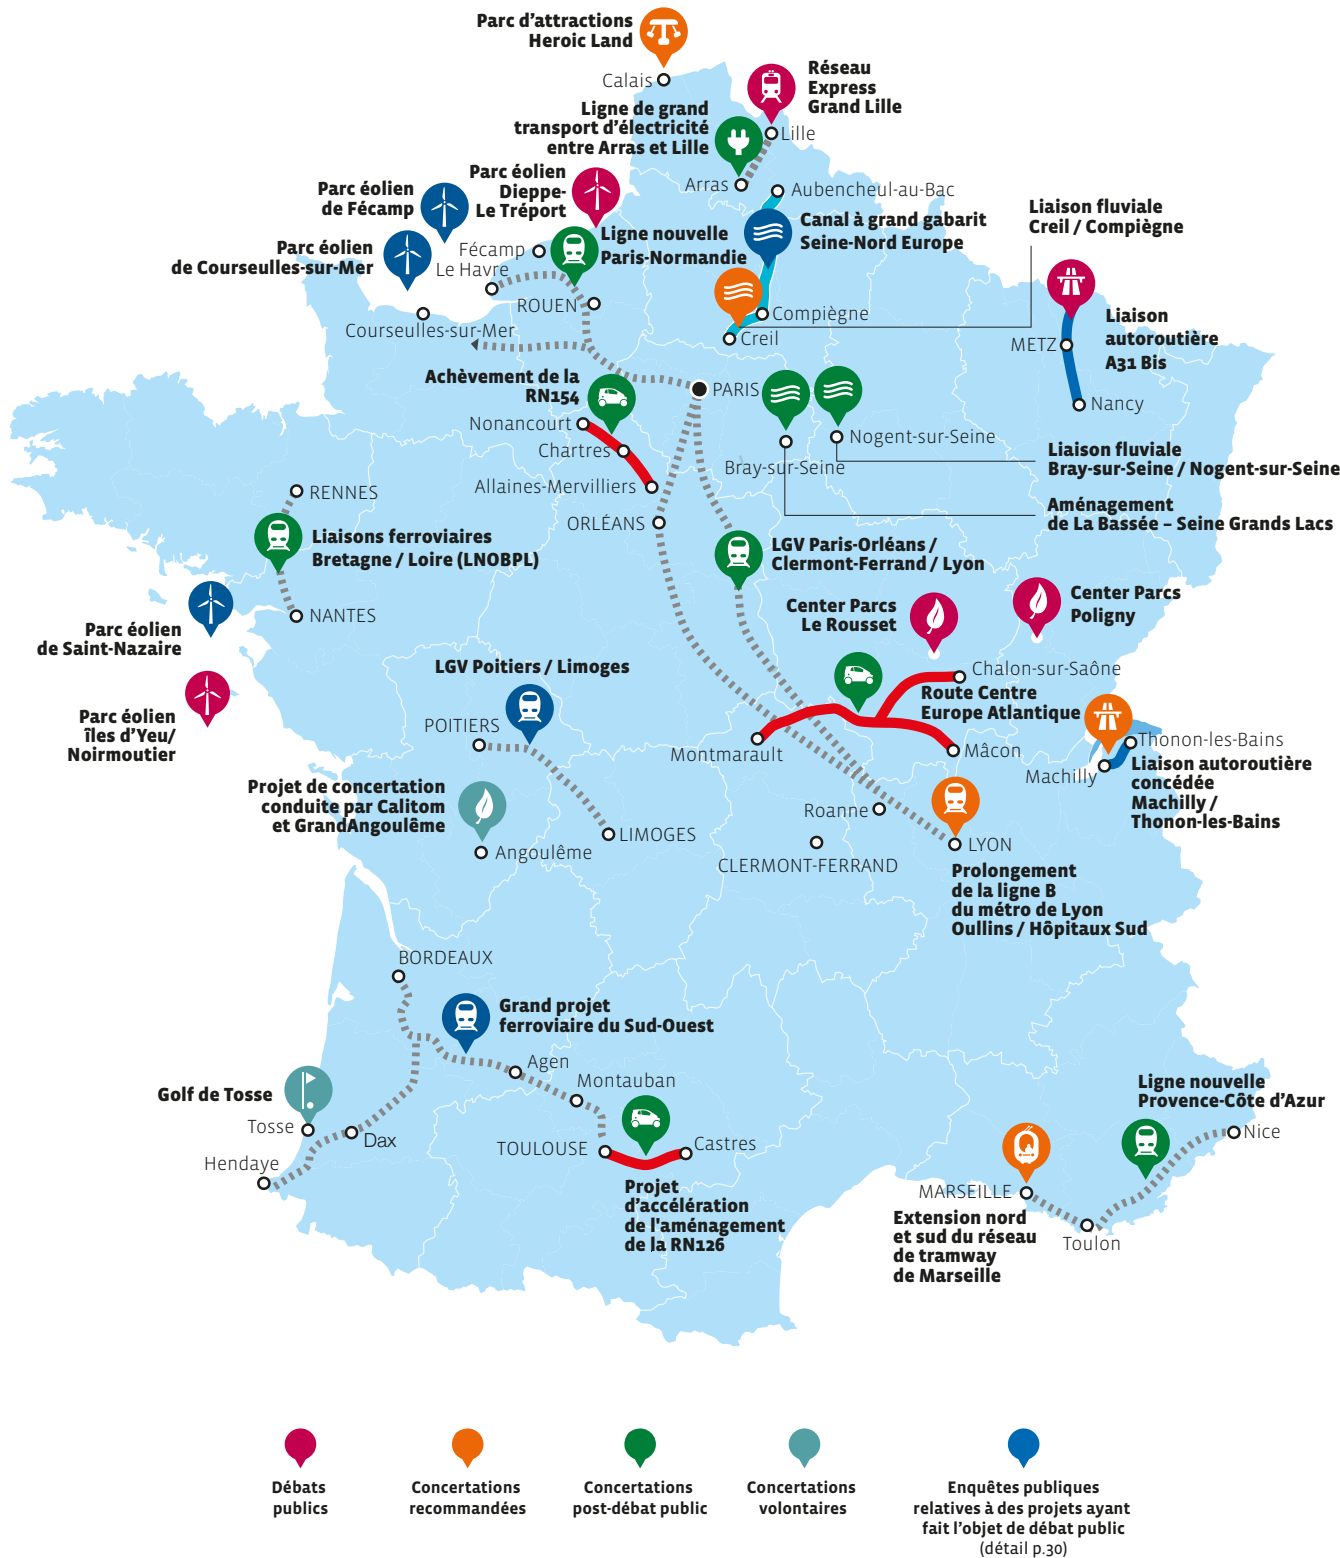 Parc d'attractions
Heroic Land
Calais
Réseau
Express
Grand Lille
Ligne de grand
transport d'électricité
entre Arras et Lille
Lille
Arras
Aubencheul-au-Bac
Parc éolien
Dieppe-
Le Tréport
Parc éolien
de Fécamp
Canal à grand gabarit
Seine-Nord Europe
Liaison fluviale
Creil / Compiègne
Parc éolien
de Courseulles-sur-Mer
Fécamp
Le Havre
Ligne nouvelle
Paris-Normandie
ROUEN
Compiègne
Creil
Courseulles-sur-Mer
Liaison
autoroutière
A31 Bis
METZ
Nancy
Achèvement de la
RN154
PARIS
Nonancourt
Chartres
Allaines-Mervilliers
Nogent-sur-Seine
Bray-sur-Seine
Liaison fluviale
Bray-sur-Seine / Nogent-sur-Seine
Aménagement
de La Bassée – Seine Grands Lacs
RENNES
ORLÉANS
Liaisons ferroviaires
Bretagne / Loire (LNOBPL)
LGV Paris-Orléans /
Clermont-Ferrand / Lyon
NANTES
Center Parcs
Le Rousset
Center Parcs
Poligny
Parc éolien
de Saint-Nazaire
LGV Poitiers / Limoges
Chalon-sur-Saône
Route Centre
Europe Atlantique
Parc éolien
îles d'Yeu/
Noirmoutier
POITIERS
Montmarault
Mâcon
Thonon-les-Bains
Machilly
Liaison autoroutière
concédée
Machilly /
Thonon-les-Bains
Projet de concertation
conduite par Calitom
et GrandAngoulême
Roanne
LIMOGES
LYON
Angoulême
CLERMONT-FERRAND
Prolongement
de la ligne B
du métro de Lyon
Oullins / Hôpitaux Sud
BORDEAUX
Grand projet
ferroviaire du Sud-Ouest
Agen
Montauban
Golf de Tosse
Tosse
Dax
Hendaye
TOULOUSE
Castres
Projet
d'accélération
de l'aménagement
de la RN126
Ligne nouvelle
Provence-Côte d'Azur
Nice
MARSEILLE
Extension nord
et sud du réseau
de tramway
de Marseille
Toulon
Débats
publics
Concertations
recommandées
Concertations
post-débat public
Concertations
volontaires
Enquêtes publiques
relatives à des projets ayant
fait l'objet de débat public
(détail p.30)